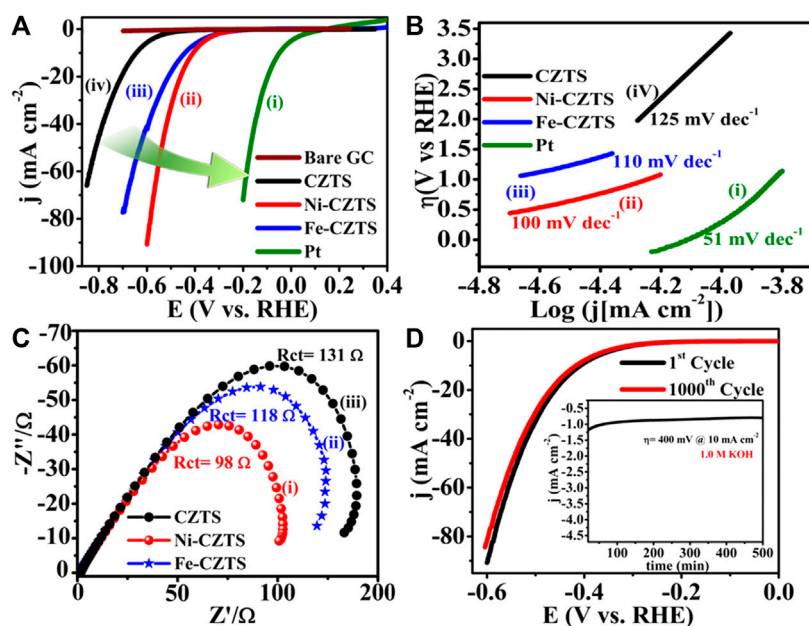 A
j (mA cm-2)
0
-20
-40
-60
-80
-100
(iv)
(iii)
(ii)
(i)
Bare GC
CZTS
Ni-CZTS
Fe-CZTS
Pt
-0.8 -0.6 -0.4 -0.2 0.0 0.2 0.4
E (V vs. RHE)
B
η(V vs RHE)
3.5
3.0
2.5
2.0
1.5
1.0
0.5
0.0
CZTS
Ni-CZTS
Fe-CZTS
Pt
(iV)
125 mV dec-1
110 mV dec-1
(iii)
(ii)
100 mV dec-1
(i)
51 mV dec-1
-4.8 -4.6 -4.4 -4.2 -4.0 -3.8
Log (j[mA cm-2)
C
-Z''/Ω
-70
-60
-50
-40
-30
-20
-10
0
Rct= 131 Ω
Rct= 118 Ω
Rct= 98 Ω
(iii)
(ii)
(i)
CZTS
Ni-CZTS
Fe-CZTS
0 50 100 150 200
Z'/Ω
D
j (mA cm-2)
0
-20
-40
-60
-80
1st Cycle
1000th Cycle
j (mA cm-2)
-0.5
-1.0
-1.5
-2.0
-2.5
-3.0
-3.5
-4.0
-4.5
η= 400 mV @ 10 mA cm-2
1.0 M KOH
100 200 300 400 500
time (min)
-0.6 -0.4 -0.2 0.0
E (V vs. RHE)